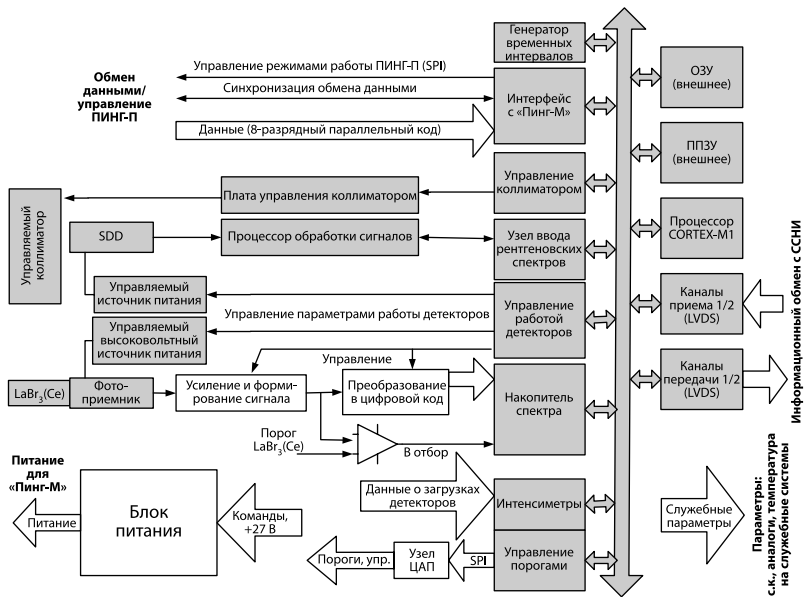 Генератор
временных
интервалов
Управление режимами работы ПИНГ-П (SPI)
Обмен
данными/
управление
ПИНГ-П
Синхронизация обмена данными
Данные (8-разрядный параллельный код)
Интерфейс
с «Пинг-М»
ОЗУ
(внешнее)
ППЗУ
(внешнее)
Управляемый
коллиматор
Плата управления коллиматором
Управление
коллиматором
SDD
Процессор обработки сигналов
Узел ввода
рентгеновских
спектров
Процессор
CORTEX-M1
Управляемый
источник питания
Управление параметрами работы детекторов
Управление
работой
детекторов
Каналы
приема 1/2
(LVDS)
Управляемый
высоковольтный
источник питания
Информационный обмен с ССНИ
LaBr3(Ce)
Фото-
приемник
Усиление и форми-
рование сигнала
Управление
Преобразование
в цифровой код
Накопитель
спектра
Каналы
передачи 1/2
(LVDS)
Порог
LaBr3(Ce)
В отбор
Питание
для
«Пинг-М»
Питание
Блок
питания
Команды,
+27 В
Данные о загрузках
детекторов
Интенсиметры
Служебные
параметры
Параметры:
с.к., аналоги, температура
на служебные системы
Пороги, упр.
Узел
ЦАП
SPI
Управление
порогами